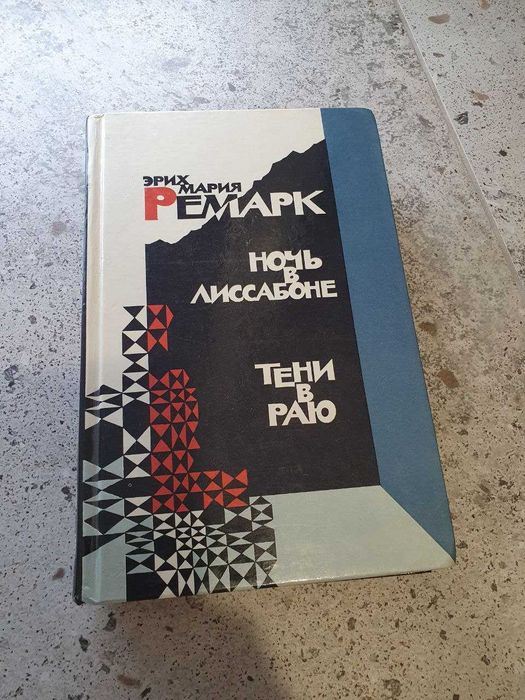 ЭРИХ
МАРИЯ
РЕМАРК
НОЧЬ
В
ЛИССАБОНЕ
ТЕНИ
В
РАЮ